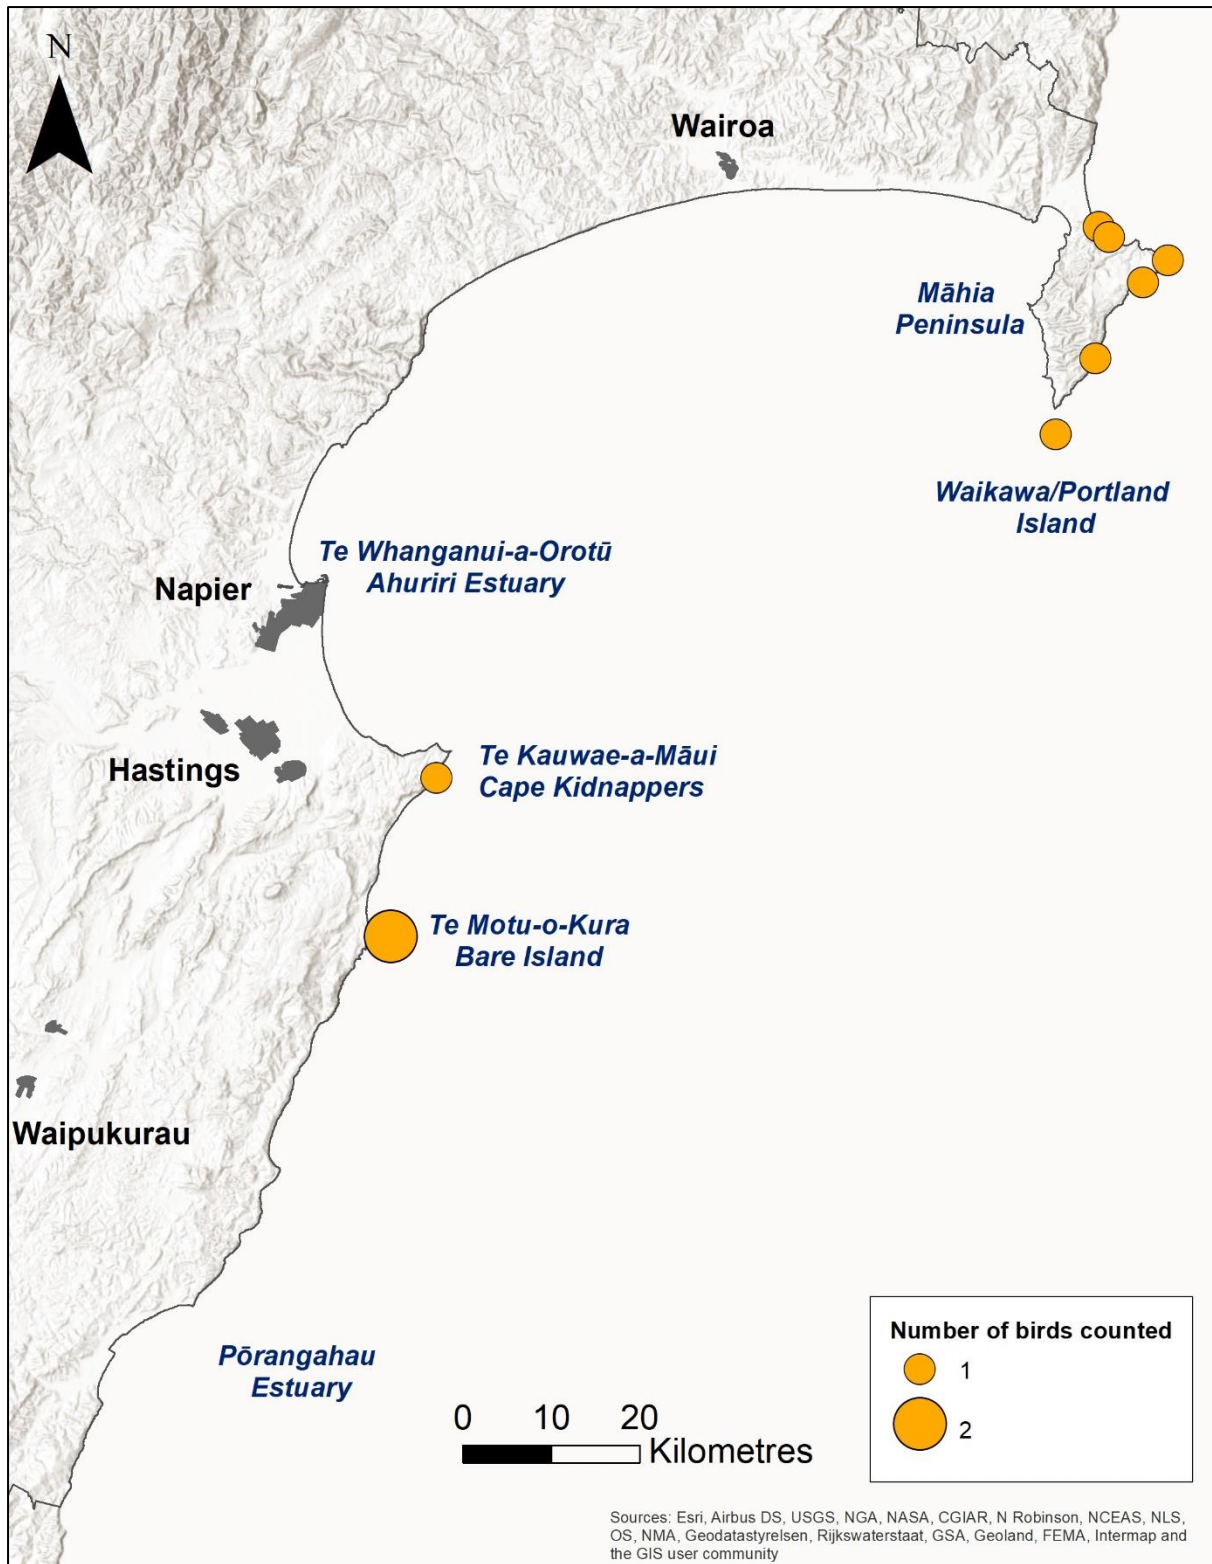 N
Wairoa
Māhia
Peninsula
Waikawa/Portland
Island
Te Whanganui-a-Orotū
Ahuriri Estuary
Napier
Te Kauwae-a-Māui
Cape Kidnappers
Hastings
Te Motu-o-Kura
Bare Island
Waipukurau
Pōrangahau
Estuary
Number of birds counted
1
2
0 10 20
Kilometres
Sources: Esri, Airbus DS, USGS, NGA, NASA, CGIAR, N Robinson, NCEAS, NLS,
OS, NMA, Geodatastyrelsen, Rijkswaterstaat, GSA, Geoland, FEMA, Intermap and
the GIS user community